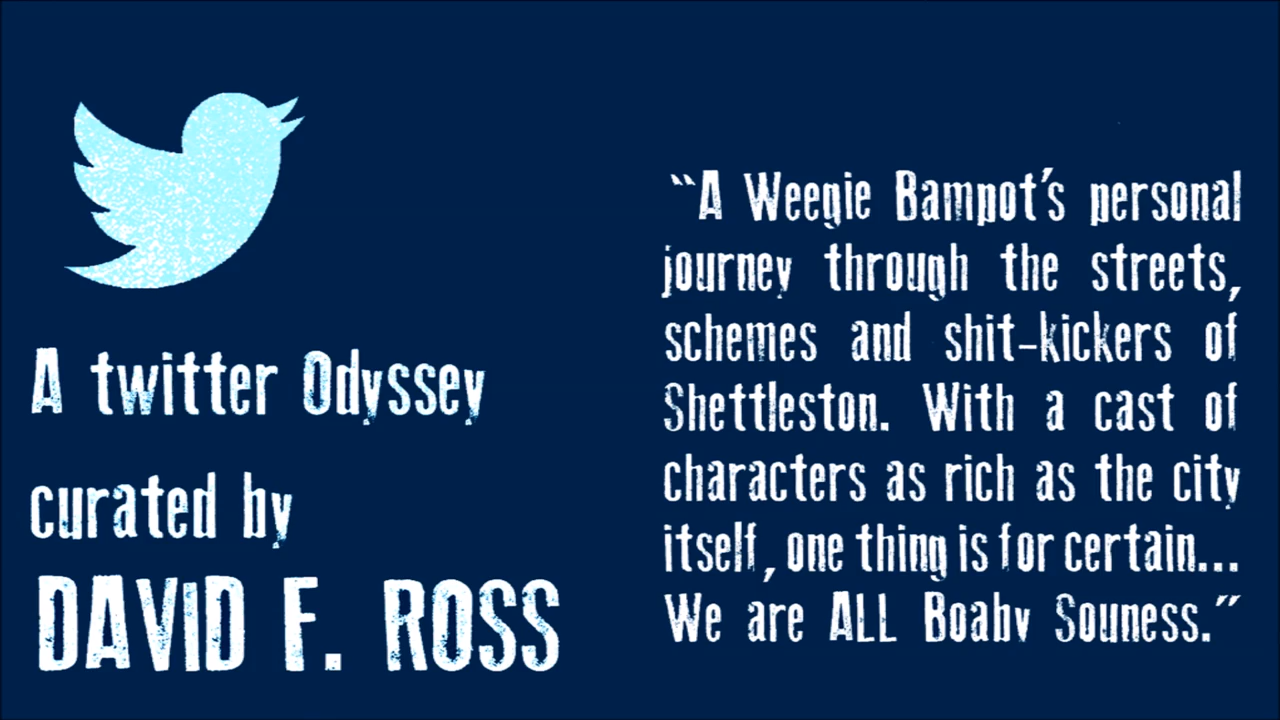 A twitter Odyssey
curated by
DAVID F. ROSS
“A Weegie Bampot’s personal
journey through the streets,
schemes and shit-kickers of
Shettleston. With a cast of
characters as rich as the city
itself, one thing is for certain...
We are ALL Boaby Souness.”